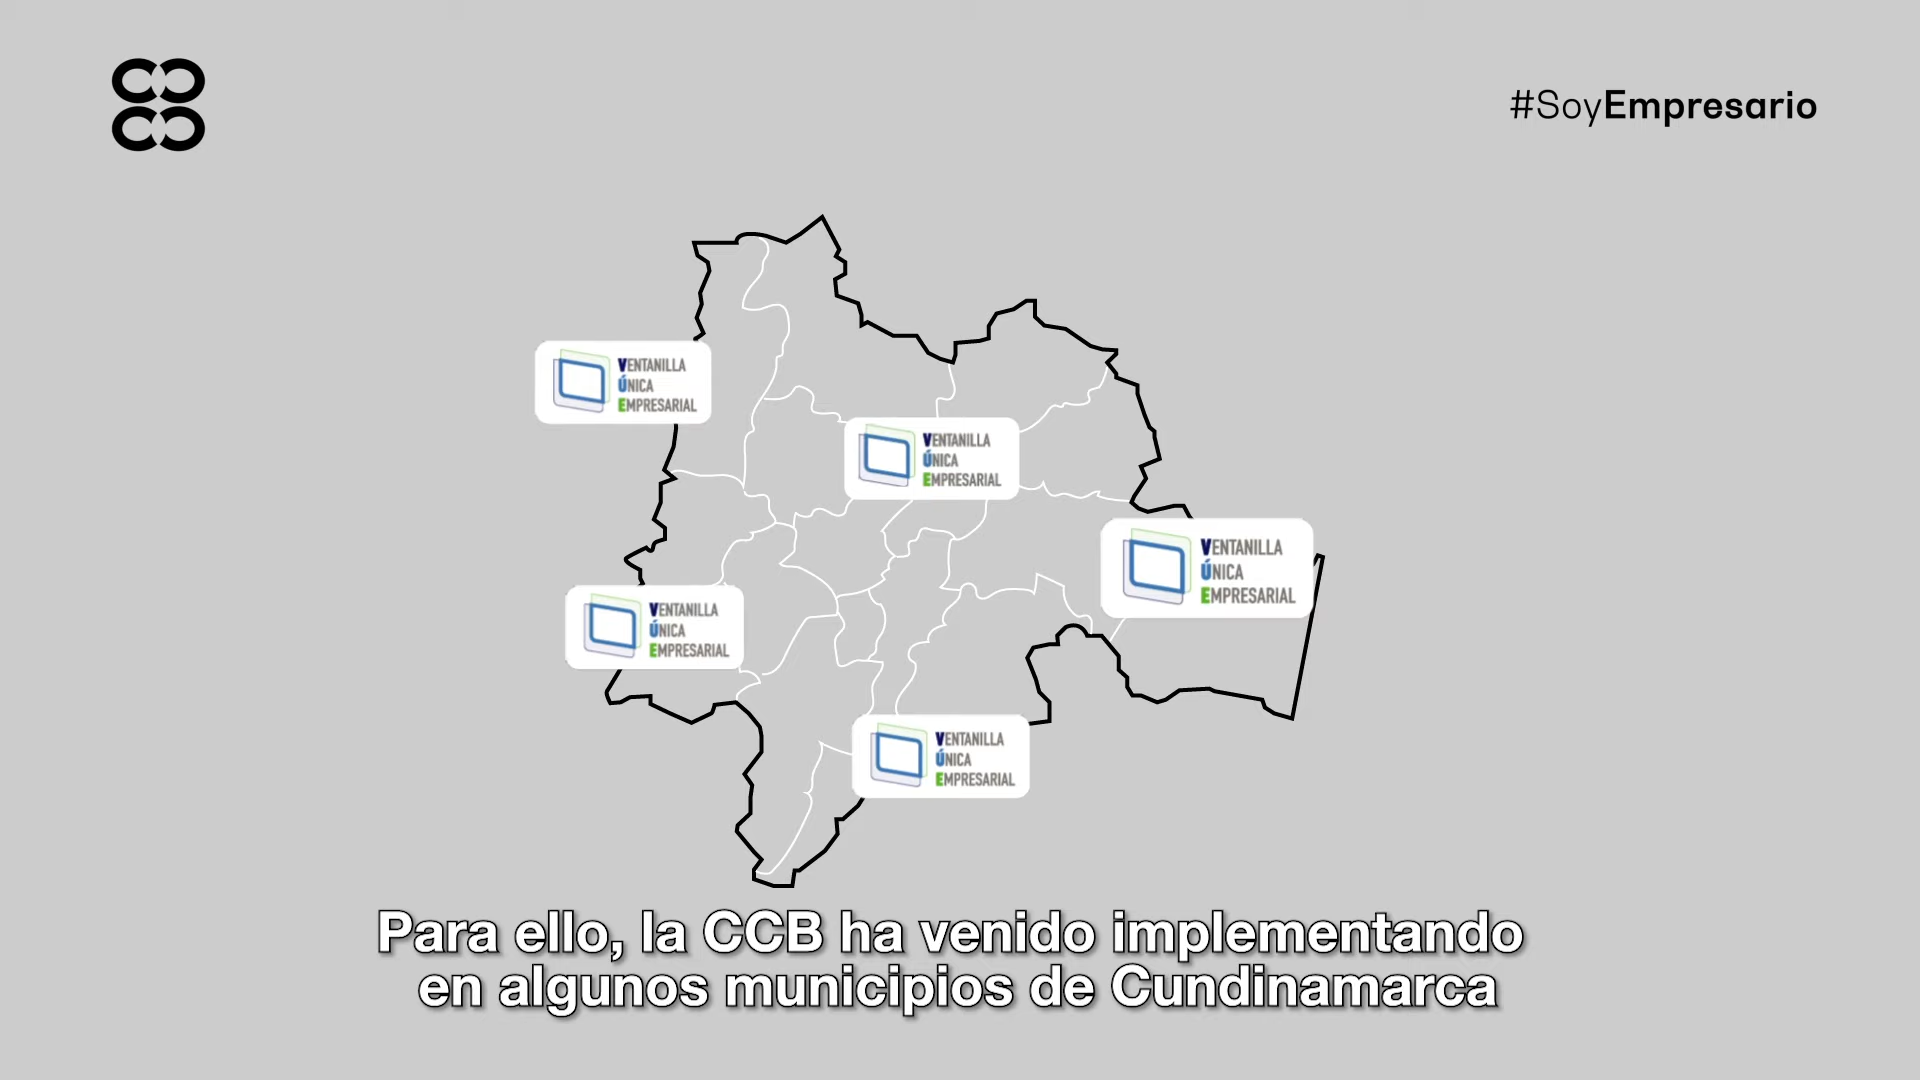 #SoyEmpresario
VENTANILLA
ÚNICA
EMPRESARIAL
VENTANILLA
ÚNICA
EMPRESARIAL
VENTANILLA
ÚNICA
EMPRESARIAL
VENTANILLA
ÚNICA
EMPRESARIAL
VENTANILLA
ÚNICA
EMPRESARIAL
Para ello, la CCB ha venido implementando
en algunos municipios de Cundinamarca